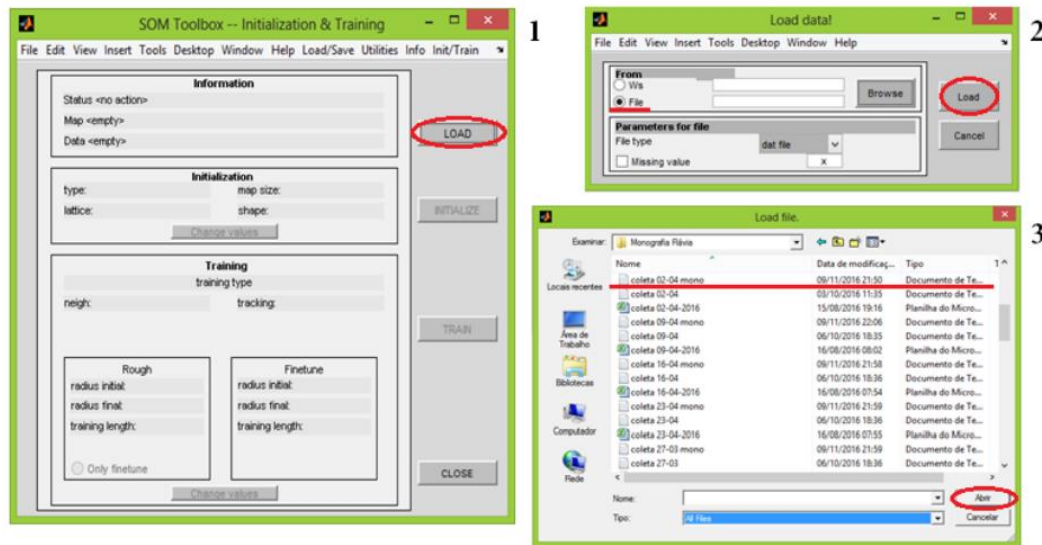 SOM Toolbox -- Initialization & Training
File Edit View Insert Tools Desktop Window Help Load/Save Utilities Info Init/Train
Information
Status <no action>
Map <empty>
Data <empty>
LOAD
Initialization
type: map size:
lattice: shape:
Change values
INITIALIZE
Training
training type
neigh: tracking:
TRAIN
Rough
radius initial:
radius final:
training length:
Only finetune
Finetune
radius initial:
radius final:
training length:
Change values
CLOSE
1
Load data!
File Edit View Insert Tools Desktop Window Help
From
Ws
File
Browse
Load
Parameters for file
File type dat file
Missing value x
Cancel
2
Load file.
Examinar: Monografia Flávia
Nome Data de modificaç... Tipo T
coleta 02-04 mono 09/11/2016 21:50 Documento de Te...
coleta 02-04 03/10/2016 11:35 Documento de Te...
coleta 02-04-2016 15/08/2016 19:16 Planilha do Micro...
coleta 09-04 mono 09/11/2016 22:06 Documento de Te...
coleta 09-04 06/10/2016 18:35 Documento de Te...
coleta 09-04-2016 16/08/2016 08:02 Planilha do Micro...
coleta 16-04 mono 09/11/2016 21:58 Documento de Te...
coleta 16-04 06/10/2016 18:36 Documento de Te...
coleta 16-04-2016 16/08/2016 07:54 Planilha do Micro...
coleta 23-04 mono 09/11/2016 21:59 Documento de Te...
coleta 23-04 06/10/2016 18:36 Documento de Te...
coleta 23-04-2016 16/08/2016 07:55 Planilha do Micro...
coleta 27-03 mono 09/11/2016 21:59 Documento de Te...
coleta 27-03 06/10/2016 18:36 Documento de Te...
Locais recentes
Área de
Trabalho
Bibliotecas
Computador
Rede
Nome: Abrir
Tipo: All Files Cancelar
3